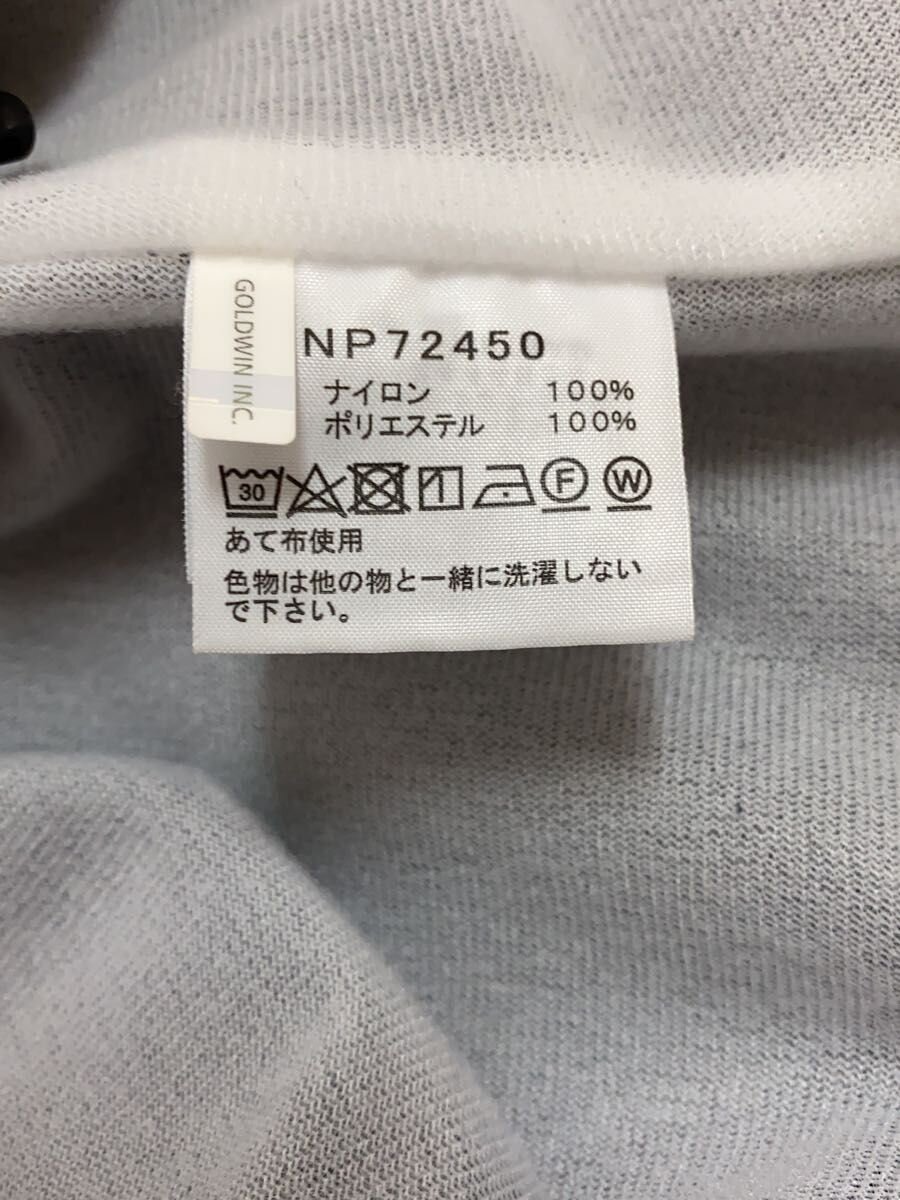 GOLDWIN INC.
NP72450
ナイロン 100%
ポリエステル 100%
30
F
W
あて布使用
色物は他の物と一緒に洗濯しない
で下さい。